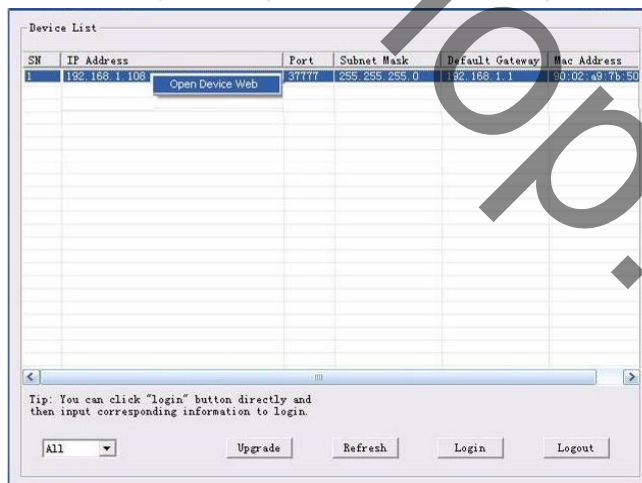 Device List
SN IP Address Port Subnet Mask Default Gateway Mac Address
1 192.168.1.108 37777 255.255.255.0 192.168.1.1 90:02:a9:7b:50
Open Device Web
Tip: You can click "login" button directly and
then input corresponding information to login.
All Upgrade Refresh Login Logout
op.